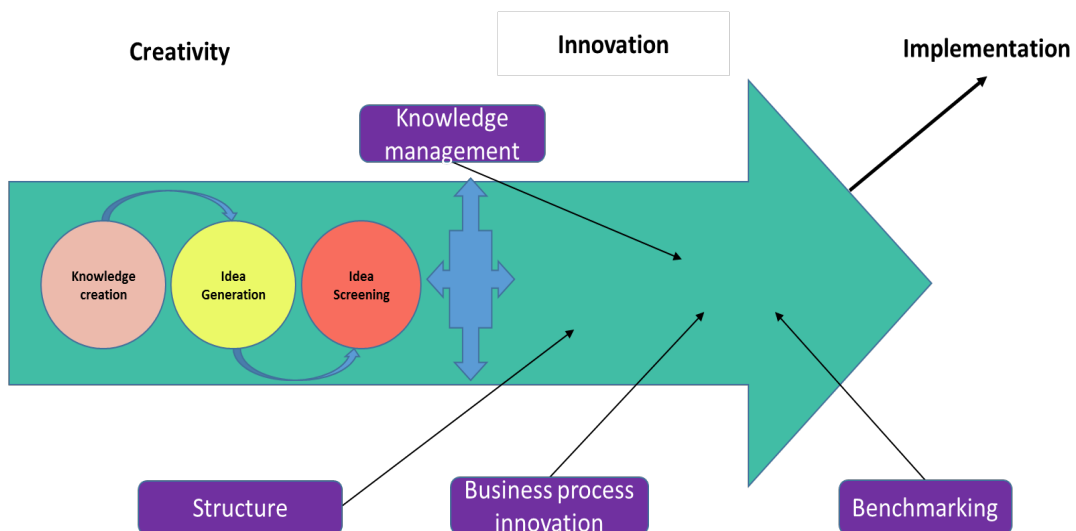 Creativity
Innovation
Implementation
Knowledge
management
Knowledge
creation
Idea
Generation
Idea
Screening
Structure
Business process
innovation
Benchmarking